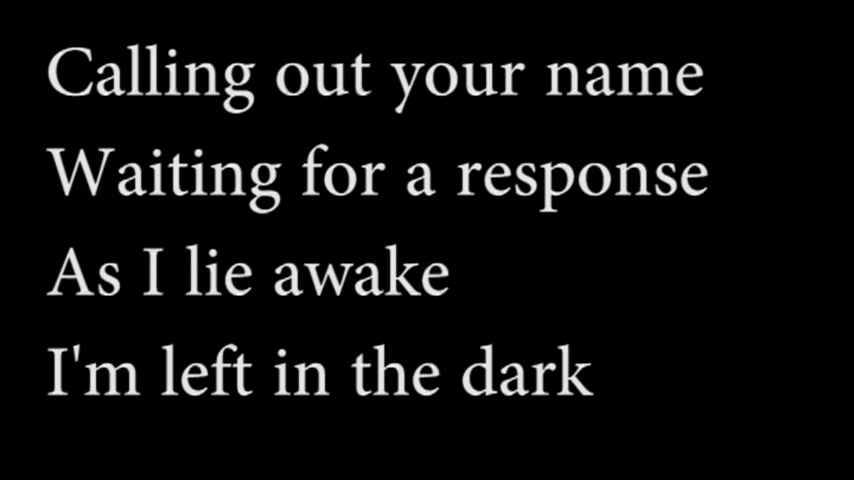 Calling out your name
Waiting for a response
As I lie awake
I'm left in the dark